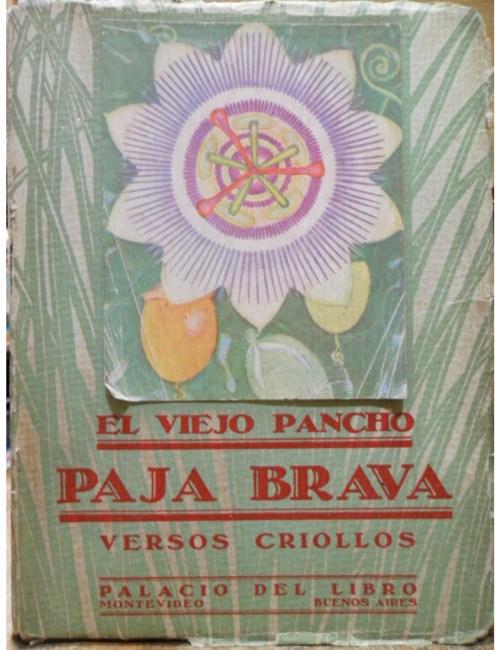 EL VIEJO PANCHO
PAJA BRAVA
VERSOS CRIOLLOS
PALACIO DEL LIBRO
MONTEVIDEO BUENOS AIRES